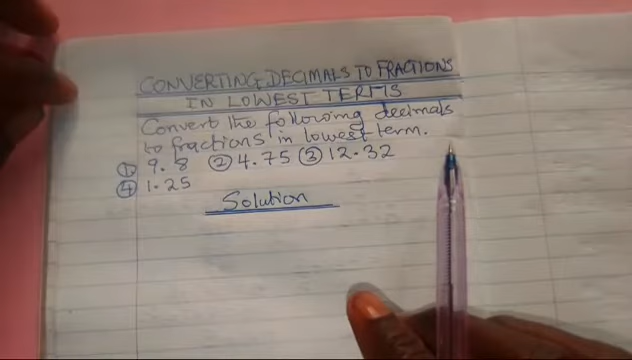 CONVERTING DECIMALS TO FRACTIONS
IN LOWEST TERMS
Convert the following decimals
to fractions in lowest term.
① 9.8 ② 4.75 ③ 12.32
④ 1.25
Solution